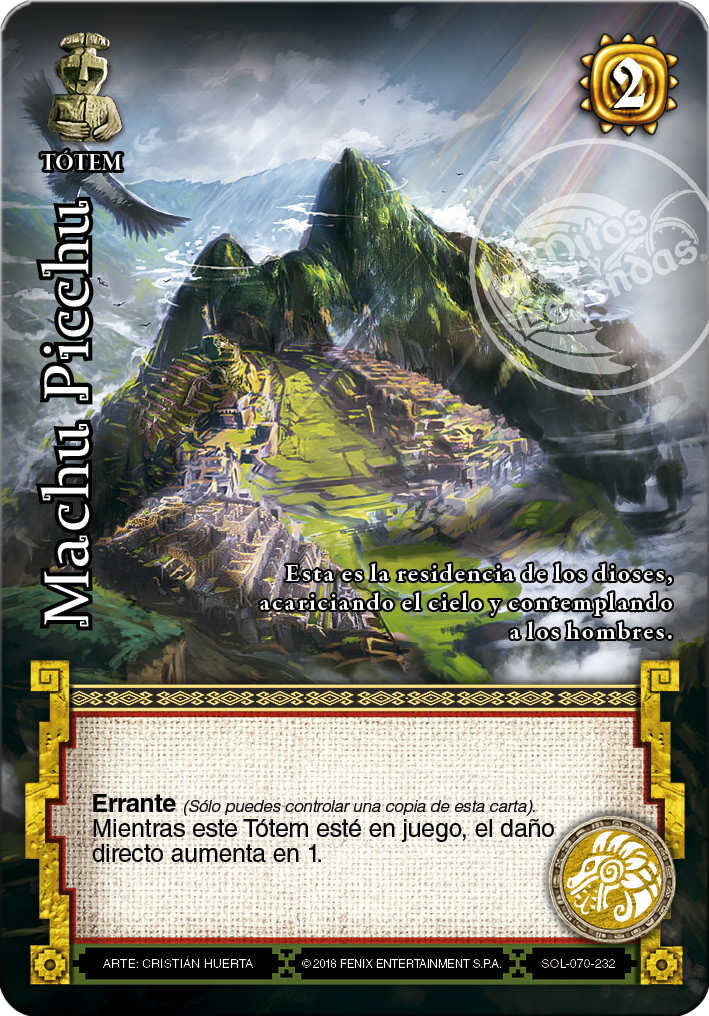 TÓTEM
2
Machu Picchu
Mitos
y
Leyendas
Esta es la residencia de los dioses,
acariciando el cielo y contemplando
a los hombres.
Errante (Sólo puedes controlar una copia de esta carta).
Mientras este Tótem esté en juego, el daño
directo aumenta en 1.
ARTE: CRISTIÁN HUERTA
© 2018 FENIX ENTERTAINMENT S.P.A.
SOL-070-232